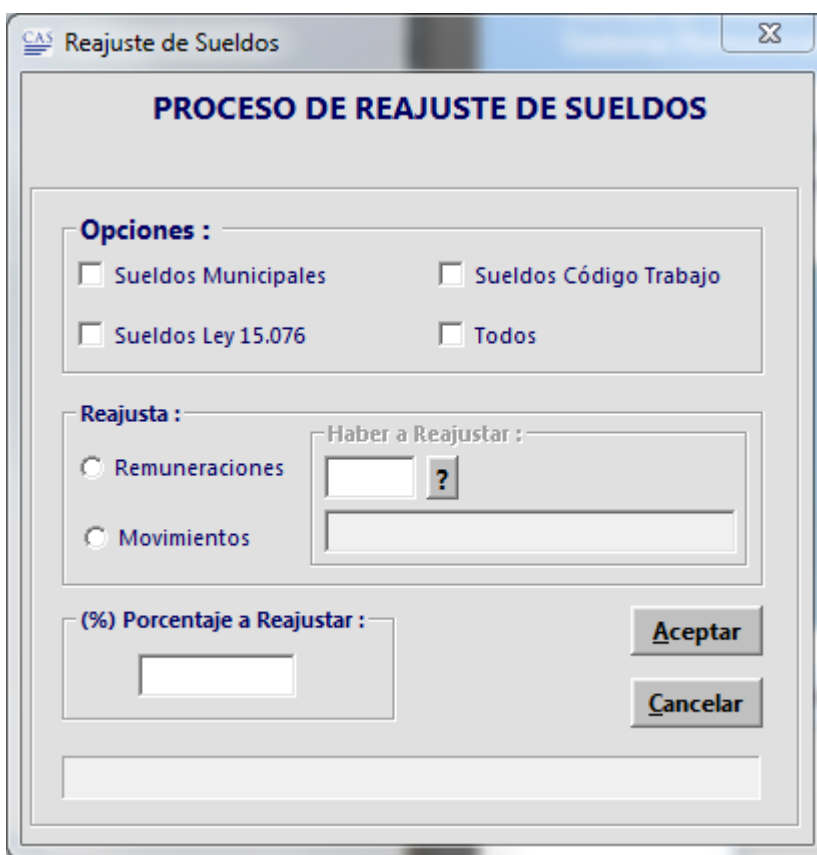 CAS Reajuste de Sueldos
PROCESO DE REAJUSTE DE SUELDOS
Opciones :
Sueldos Municipales
Sueldos Código Trabajo
Sueldos Ley 15.076
Todos
Reajusta :
Haber a Reajustar :
Remuneraciones
?
Movimientos
(%) Porcentaje a Reajustar :
Aceptar
Cancelar